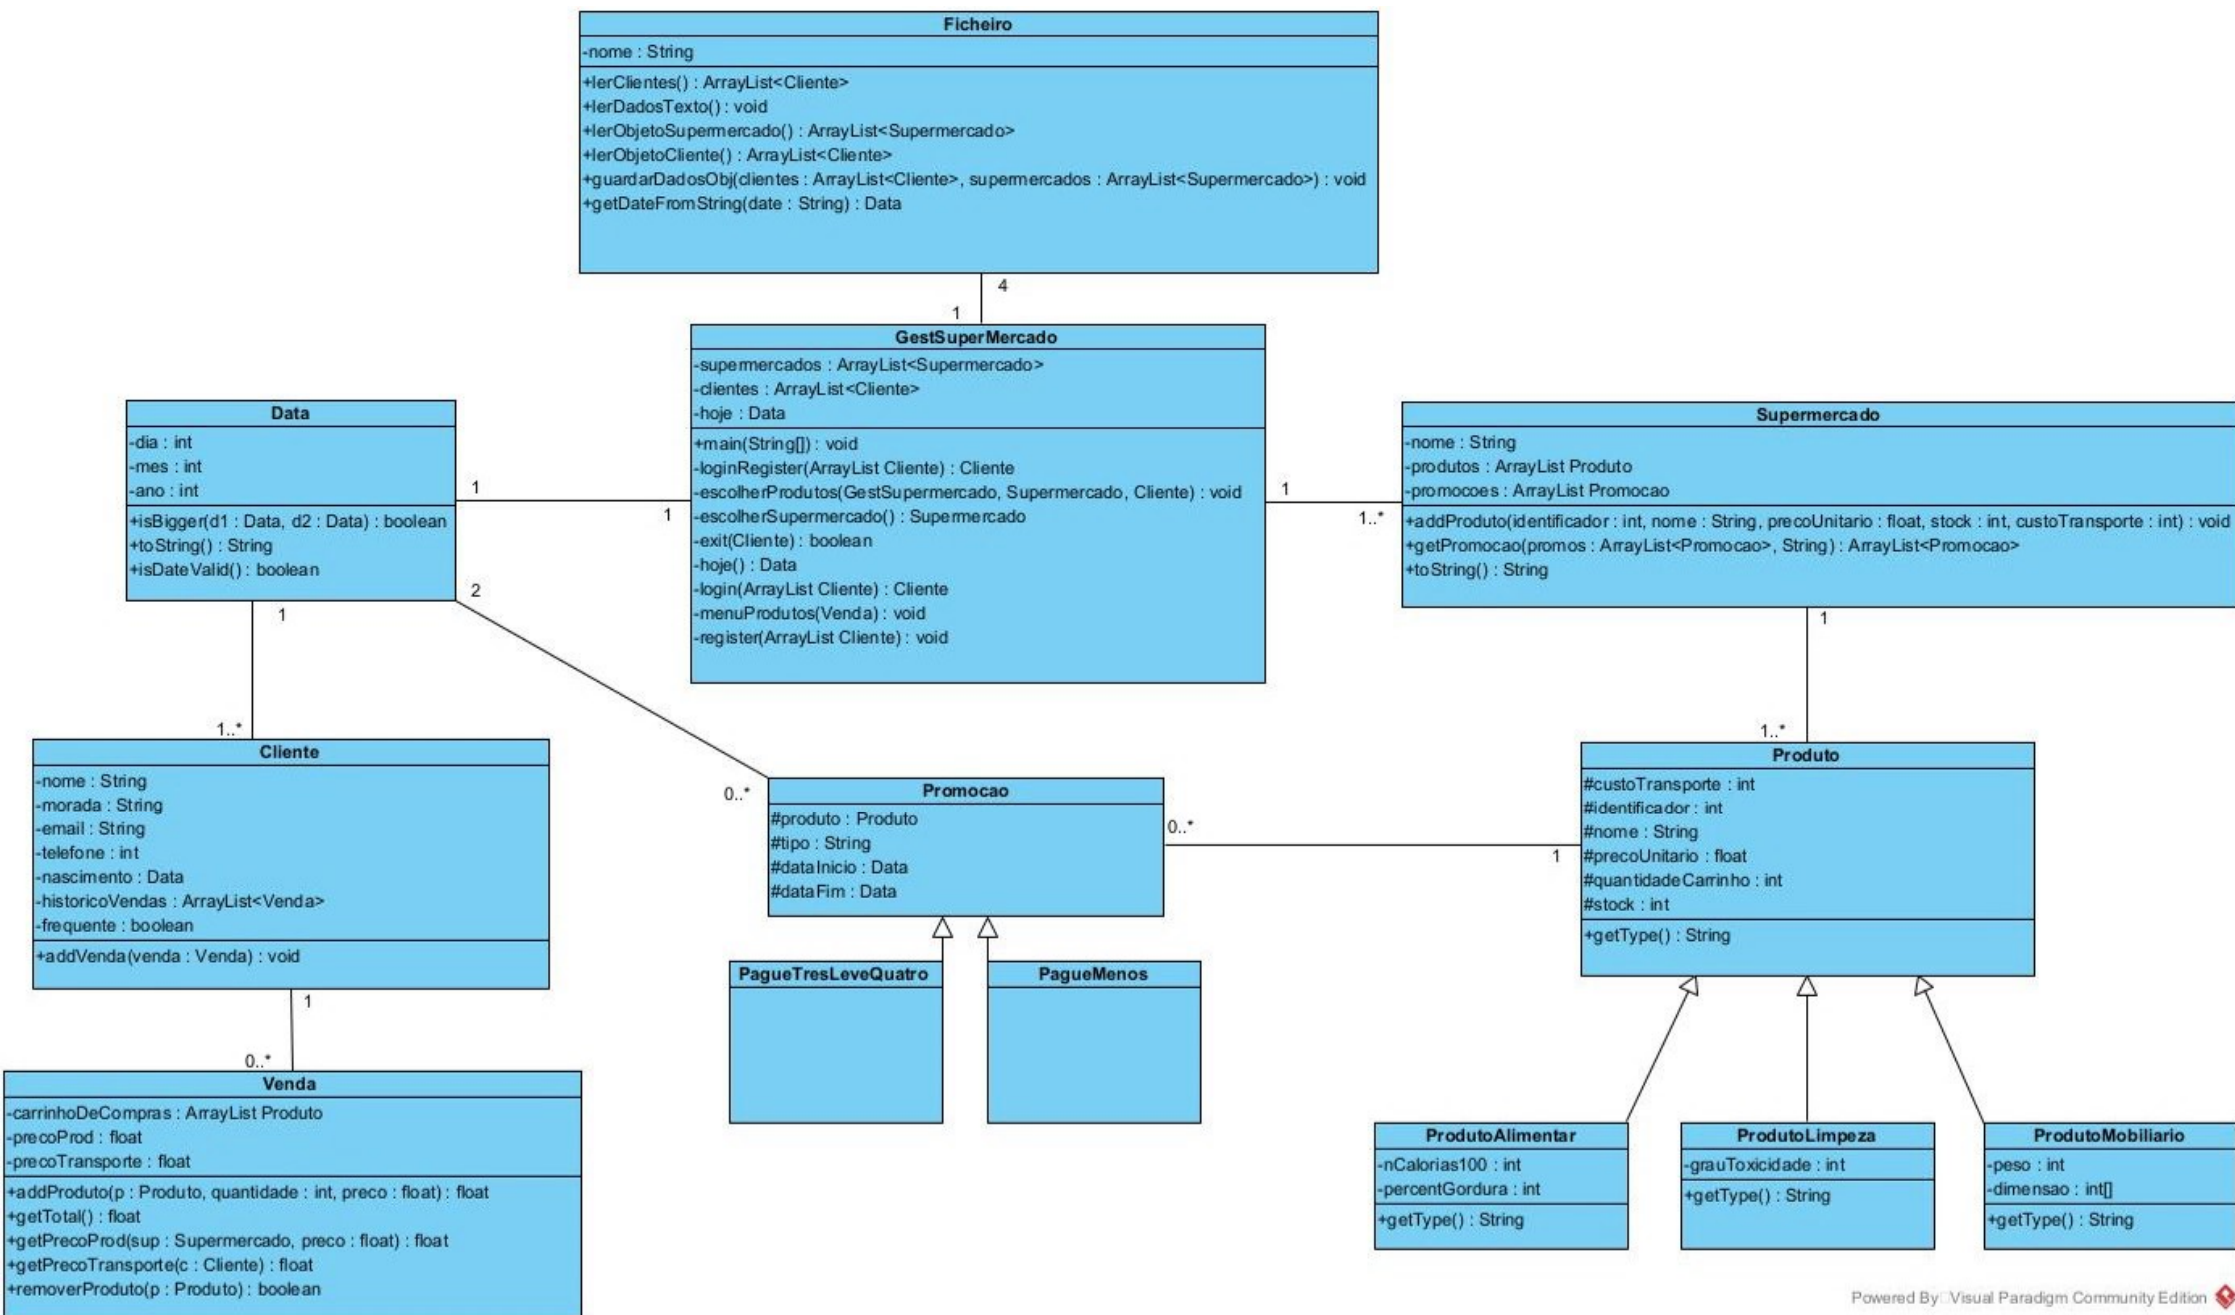 Ficheiro
-nome : String
+lerClientes() : ArrayList<Cliente>
+lerDadosTexto() : void
+lerObjetoSupermercado() : ArrayList<Supermercado>
+lerObjetoCliente() : ArrayList<Cliente>
+guardarDadosObj(clientes : ArrayList<Cliente>, supermercados : ArrayList<Supermercado>) : void
+getDateFromString(date : String) : Data
4
1
GestSuperMercado
-supermercados : ArrayList<Supermercado>
-clientes : ArrayList<Cliente>
-hoje : Data
+main(String[]) : void
-loginRegister(ArrayList Cliente) : Cliente
-escolherProdutos(GestSupermercado, Supermercado, Cliente) : void
-escolherSupermercado() : Supermercado
-exit(Cliente) : boolean
-hoje() : Data
-login(ArrayList Cliente) : Cliente
-menuProdutos(Venda) : void
-register(ArrayList Cliente) : void
Data
-dia : int
-mes : int
-ano : int
+isBigger(d1 : Data, d2 : Data) : boolean
+toString() : String
+isDateValid() : boolean
1
1
2
1
1..*
0..*
Supermercado
-nome : String
-produtos : ArrayList Produto
-promocoes : ArrayList Promocao
+addProduto(identificador : int, nome : String, precoUnitario : float, stock : int, custoTransporte : int) : void
+getPromocao(promos : ArrayList<Promocao>, String) : ArrayList<Promocao>
+toString() : String
1
1..*
1
1..*
Cliente
-nome : String
-morada : String
-email : String
-telefone : int
-nascimento : Data
-historicoVendas : ArrayList<Venda>
-frequente : boolean
+addVenda(venda : Venda) : void
1
0..*
Venda
-carrinhoDeCompras : ArrayList Produto
-precoProd : float
-precoTransporte : float
+addProduto(p : Produto, quantidade : int, preco : float) : float
+getTotal() : float
+getPrecoProd(sup : Supermercado, preco : float) : float
+getPrecoTransporte(c : Cliente) : float
+removerProduto(p : Produto) : boolean
Promocao
#produto : Produto
#tipo : String
#dataInicio : Data
#dataFim : Data
0..*
1
PagueTresLeveQuatro
PagueMenos
Produto
#custoTransporte : int
#identificador : int
#nome : String
#precoUnitario : float
#quantidadeCarrinho : int
#stock : int
+getType() : String
ProdutoAlimentar
-nCalorias100 : int
-percentGordura : int
+getType() : String
ProdutoLimpeza
-grauToxicidade : int
+getType() : String
ProdutoMobiliario
-peso : int
-dimensao : int[]
+getType() : String
Powered By Visual Paradigm Community Edition